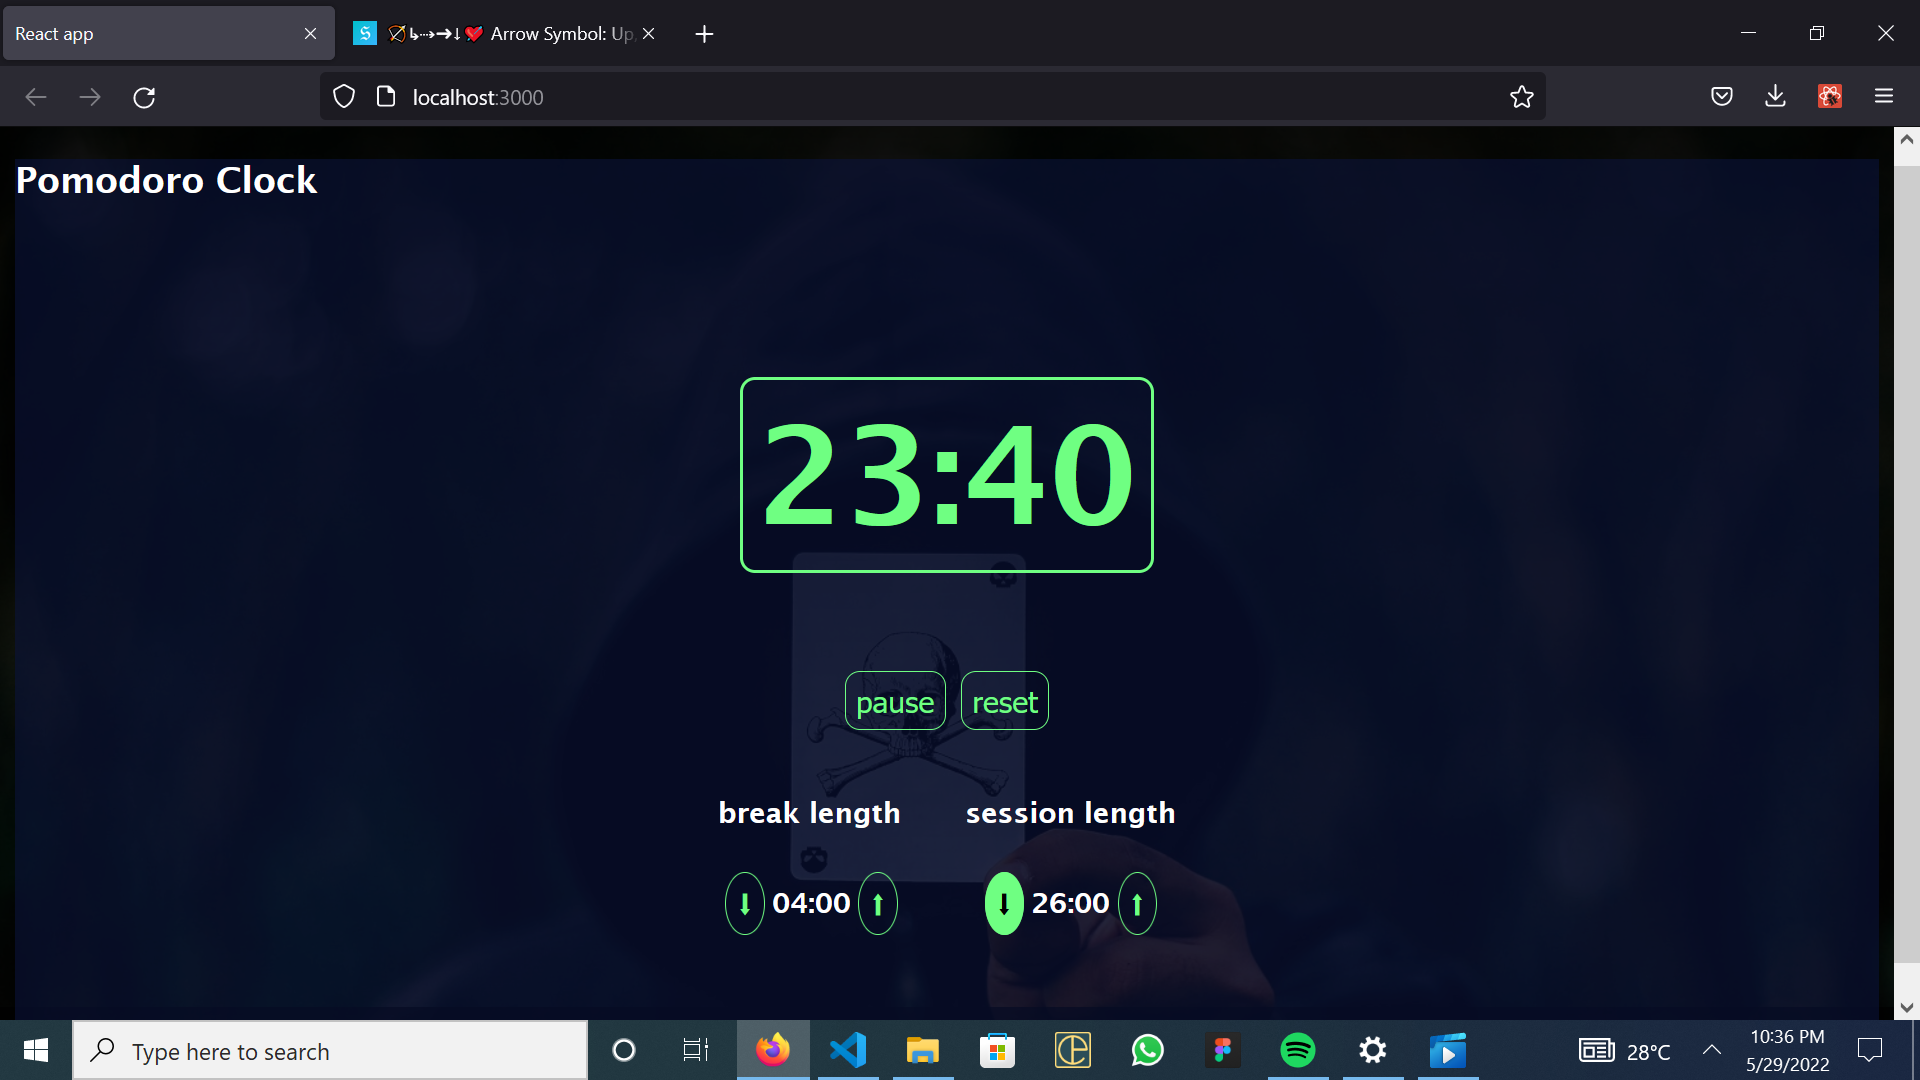 React app
Arrow Symbol: Up,
localhost:3000
Pomodoro Clock
23:40
pause reset
break length session length
04:00 26:00
Type here to search
28°C
10:36 PM
5/29/2022